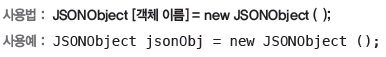 사용법 : JSONObject [객체 이름] = new JSONObject ( );
사용예 : JSONObject jsonObj = new JSONObject ();